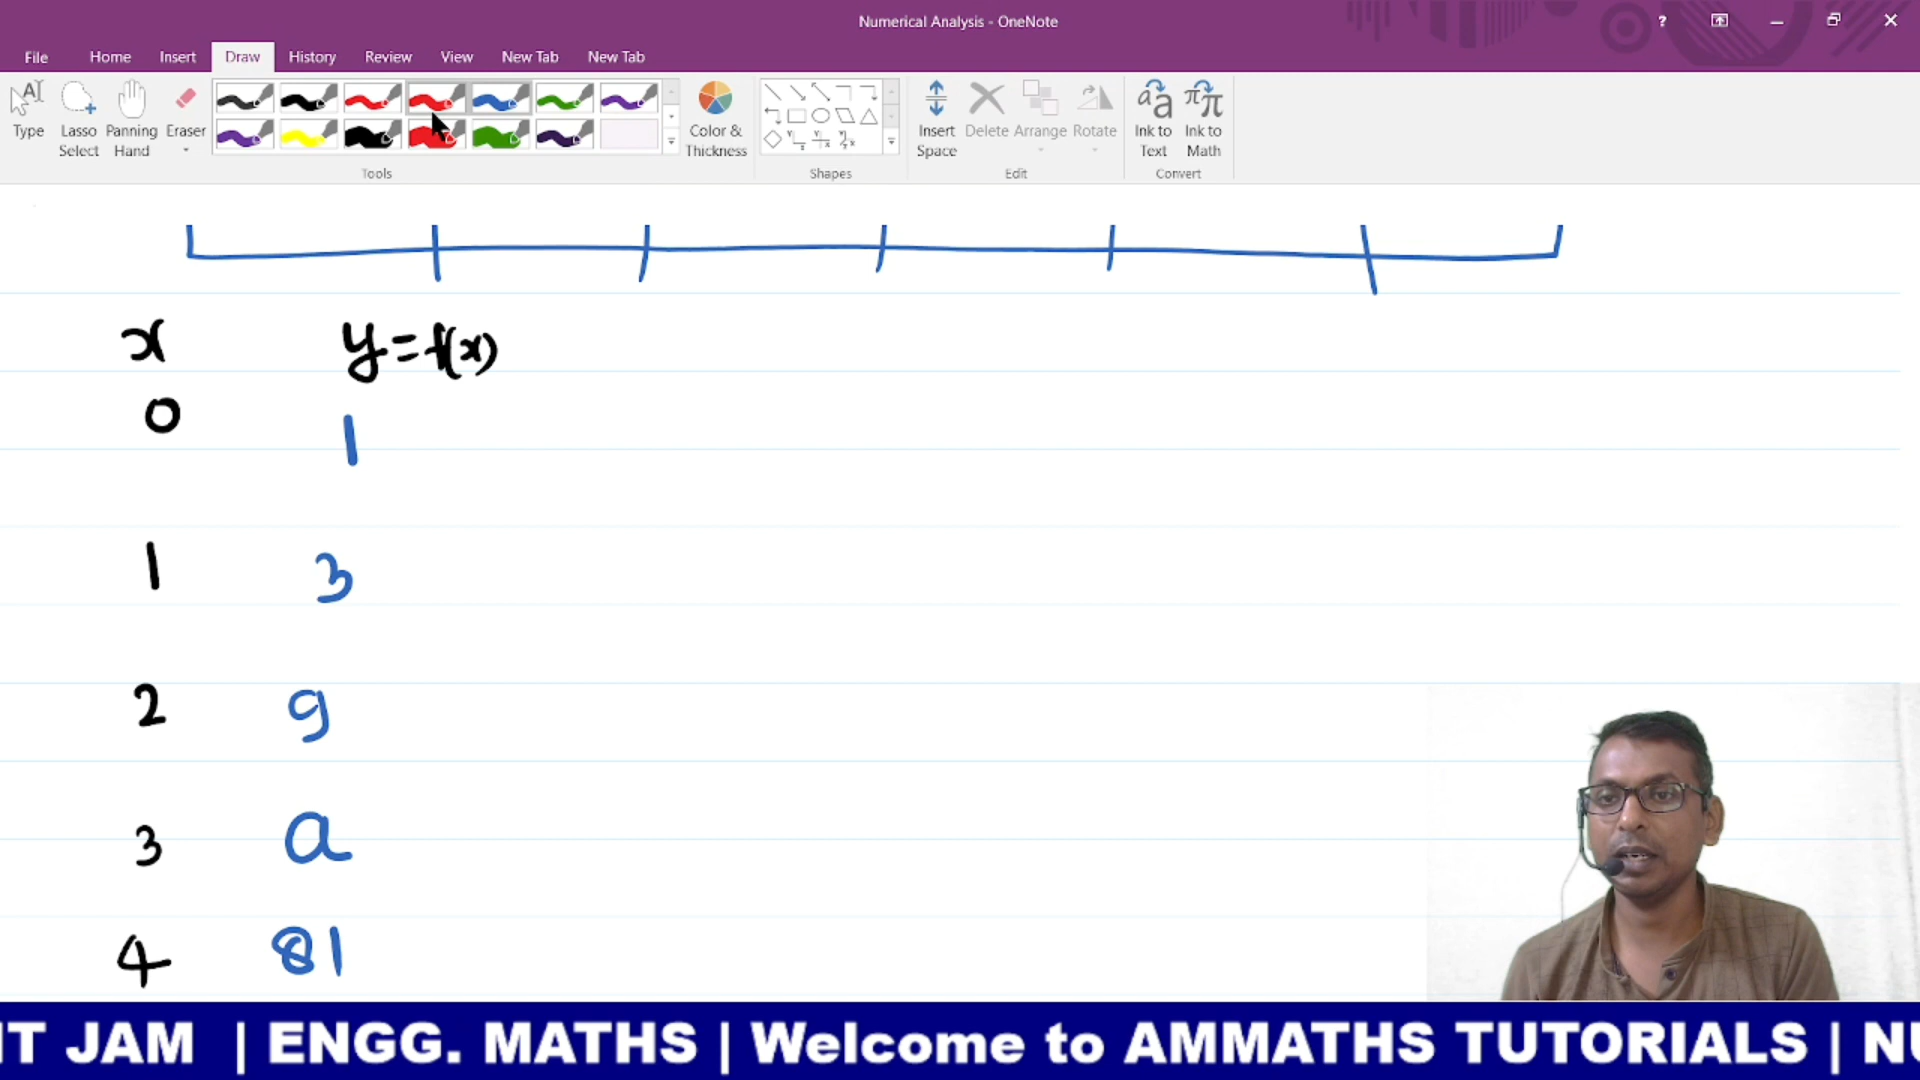 Numerical Analysis - OneNote
?
File Home Insert Draw History Review View New Tab New Tab
Type
Lasso Select
Panning Hand
Eraser
Color & Thickness
Insert Space
Delete
Arrange
Rotate
Ink to Text
Ink to Math
Tools Shapes Edit Convert
x y=f(x)
0 1
1 3
2 9
3 a
4 81
IT JAM | ENGG. MATHS | Welcome to AMMATHS TUTORIALS | NU